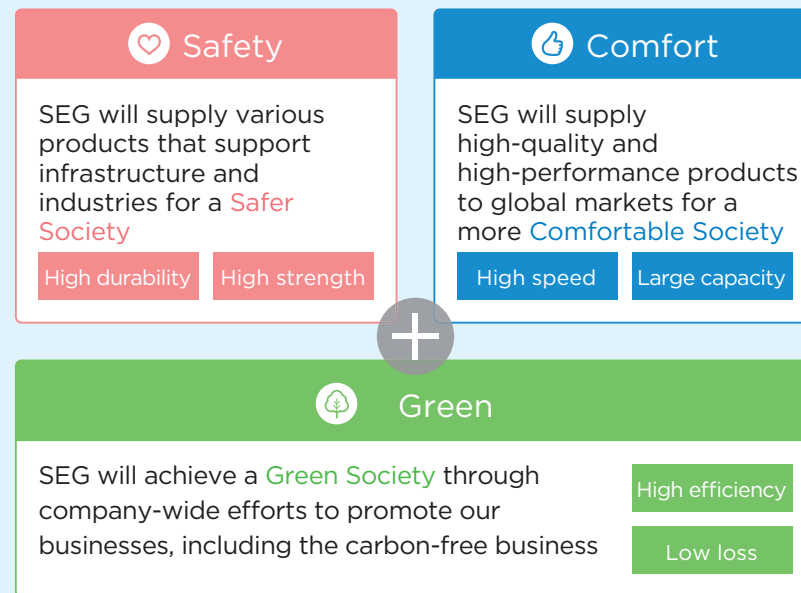 Safety
SEG will supply various
products that support
infrastructure and
industries for a Safer
Society
High durability
High strength
Comfort
SEG will supply
high-quality and
high-performance products
to global markets for a
more Comfortable Society
High speed
Large capacity
Green
SEG will achieve a Green Society through
company-wide efforts to promote our
businesses, including the carbon-free business
High efficiency
Low loss